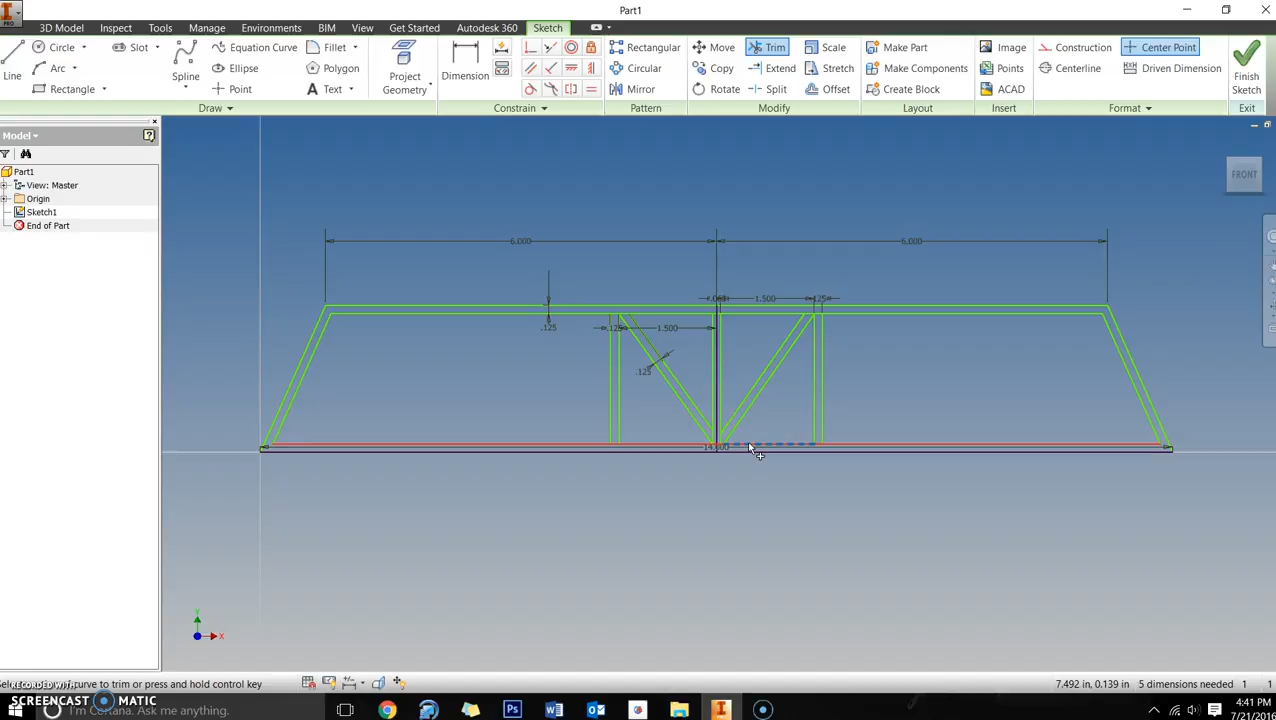 Part1
PRO
3D Model Inspect Tools Manage Environments BIM View Get Started Autodesk 360 Sketch
Line
Circle
Arc
Rectangle
Slot
Spline
Equation Curve
Ellipse
Point
Fillet
Polygon
Text
Draw
Project
Geometry
Dimension
Constrain
Rectangular
Circular
Mirror
Pattern
Move
Copy
Rotate
Trim
Extend
Split
Scale
Stretch
Offset
Modify
Make Part
Make Components
Create Block
Layout
Image
Points
ACAD
Insert
Construction
Centerline
Center Point
Driven Dimension
Format
Finish
Sketch
Exit
Model
Part1
View: Master
Origin
Sketch1
End of Part
FRONT
6.000
6.000
1.500
.125
.125
1.500
.125
Y
X
curve to trim or press and hold control key
7.492 in, 0.139 in
5 dimensions needed
1
1
RECORDED WITH
SCREENCAST MATIC
I'm Cortana. Ask me anything.
4:41 PM